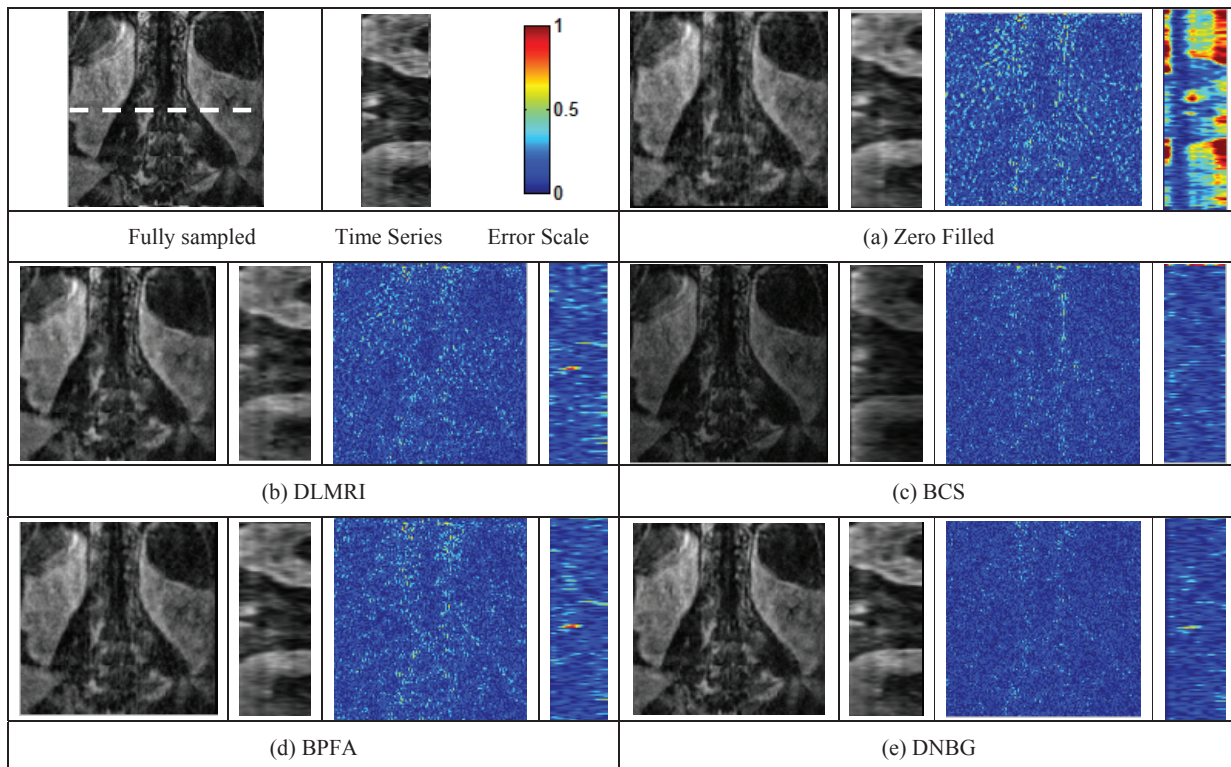 1
0.5
0
Fully sampled Time Series Error Scale
(a) Zero Filled
(b) DLMRI
(c) BCS
(d) BPFA
(e) DNBG